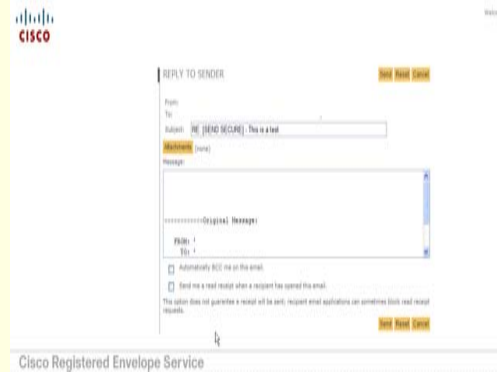 CISCO
REPLY TO SENDER
Send Reset Cancel
From:
To:
Subject: RE: [SEND SECURE] - This is a test
Attachments (none)
Message:
============Original Message:
FROM: '
TO: '
Automatically BCC me on this email.
Send me a read receipt when a recipient has opened this email.
This option does not guarantee a receipt will be sent; recipient email applications can sometimes block read receipt
requests.
Send Reset Cancel
Cisco Registered Envelope Service